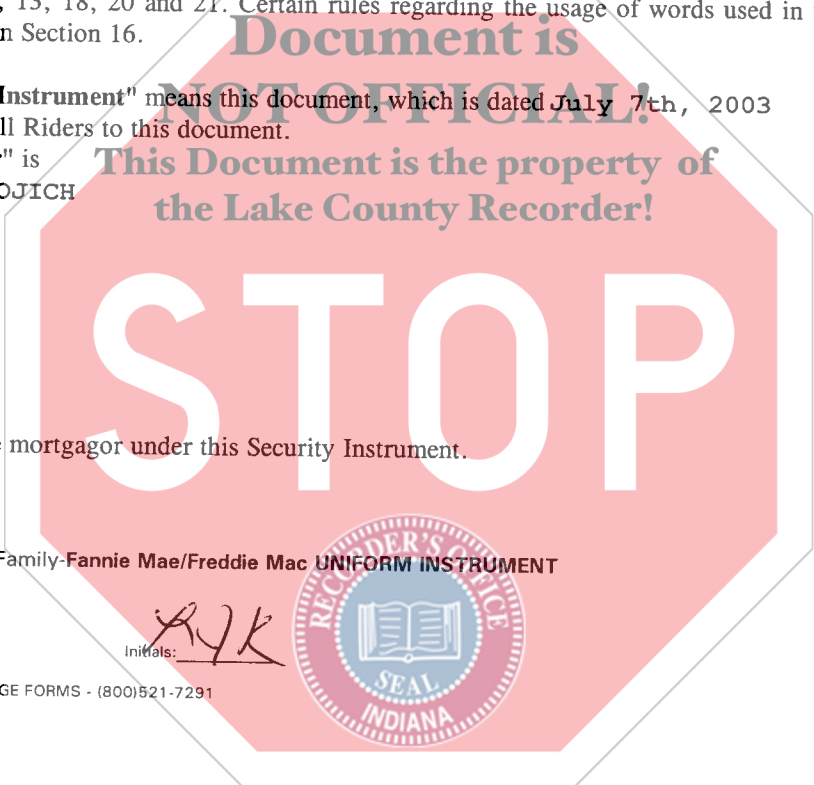 , 13, 18, 20 and 21. Certain rules regarding the usage of words used in
n Section 16.
Document is
Instrument" means this document, which is dated July 7th, 2003
NOT OFFICIAL!
ll Riders to this document.
" is
This Document is the property of
OJICH
the Lake County Recorder!
STOP
mortgagor under this Security Instrument.
Family-Fannie Mae/Freddie Mac UNIFORM INSTRUMENT
RECORDER'S OFFICE
SEAL
INDIANA
Initials: RJK
GE FORMS - (800)521-7291